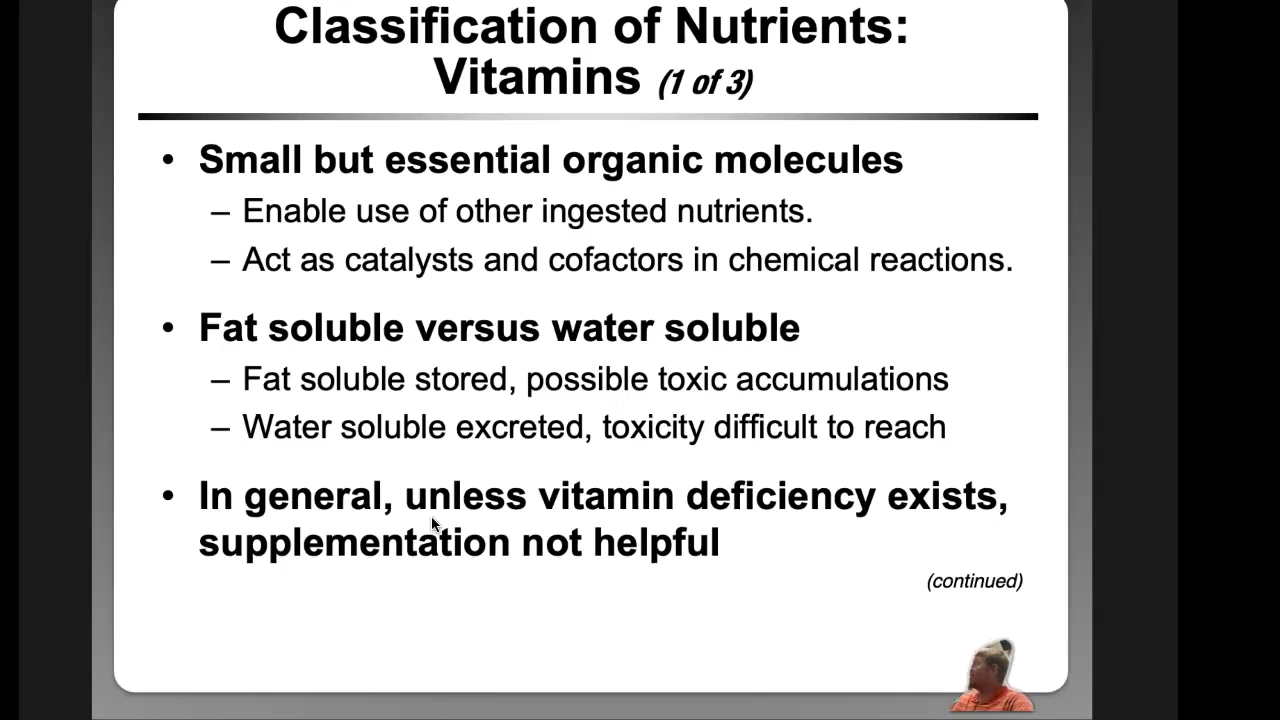 Classification of Nutrients:
Vitamins (1 of 3)
• Small but essential organic molecules
– Enable use of other ingested nutrients.
– Act as catalysts and cofactors in chemical reactions.
• Fat soluble versus water soluble
– Fat soluble stored, possible toxic accumulations
– Water soluble excreted, toxicity difficult to reach
• In general, unless vitamin deficiency exists,
supplementation not helpful
(continued)